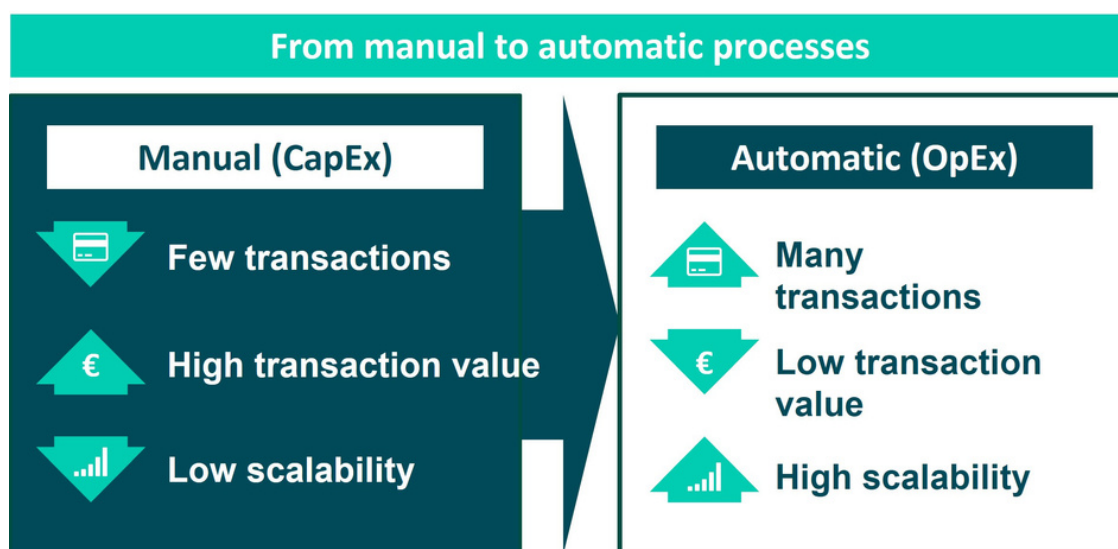 From manual to automatic processes
Manual (CapEx)
Few transactions
€
High transaction value
Low scalability
Automatic (OpEx)
Many
transactions
€
Low transaction
value
High scalability